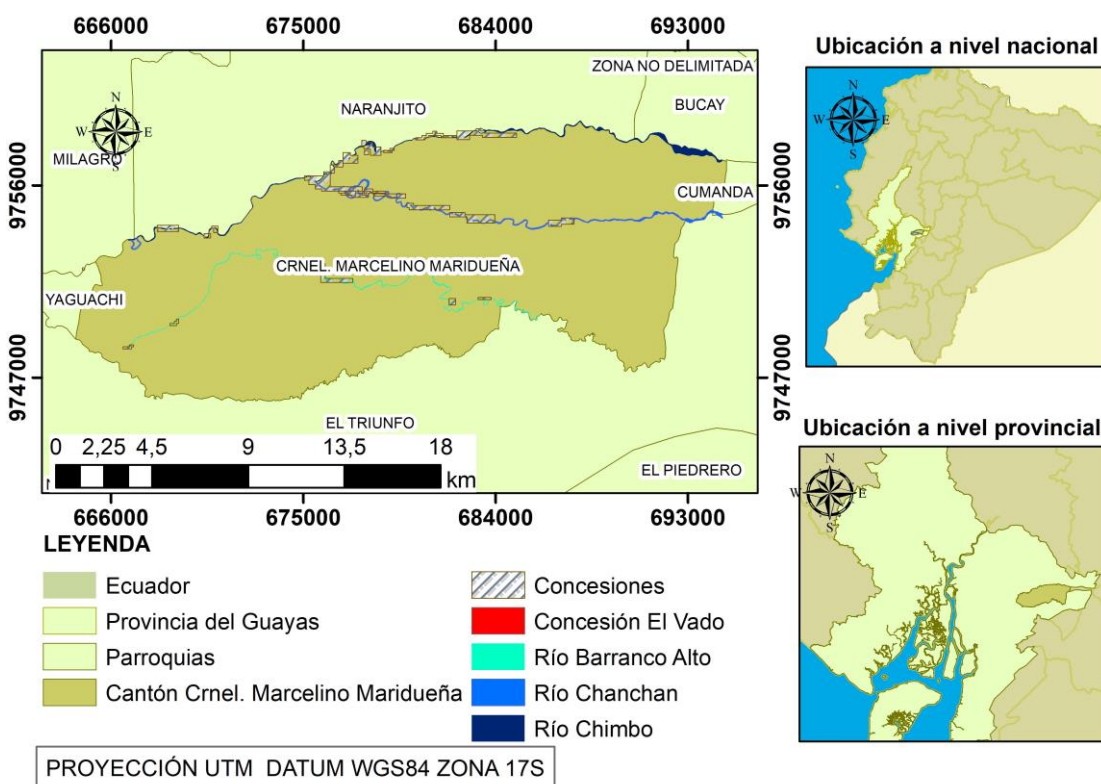 666000 675000 684000 693000
Ubicación a nivel nacional
ZONA NO DELIMITADA
N
W E
S
NARANJITO
BUCAY
MILAGRO
N
W E
S
9756000
9756000
CUMANDA
CRNEL. MARCELINO MARIDUEÑA
YAGUACHI
9747000
9747000
EL TRIUNFO
0 2,25 4,5 9 13,5 18
km
EL PIEDRERO
666000 675000 684000 693000
Ubicación a nivel provincial
N
W E
S
LEYENDA
Ecuador
Provincia del Guayas
Parroquias
Cantón Crnel. Marcelino Maridueña
Concesiones
Concesión El Vado
Río Barranco Alto
Río Chanchan
Río Chimbo
PROYECCIÓN UTM DATUM WGS84 ZONA 17S